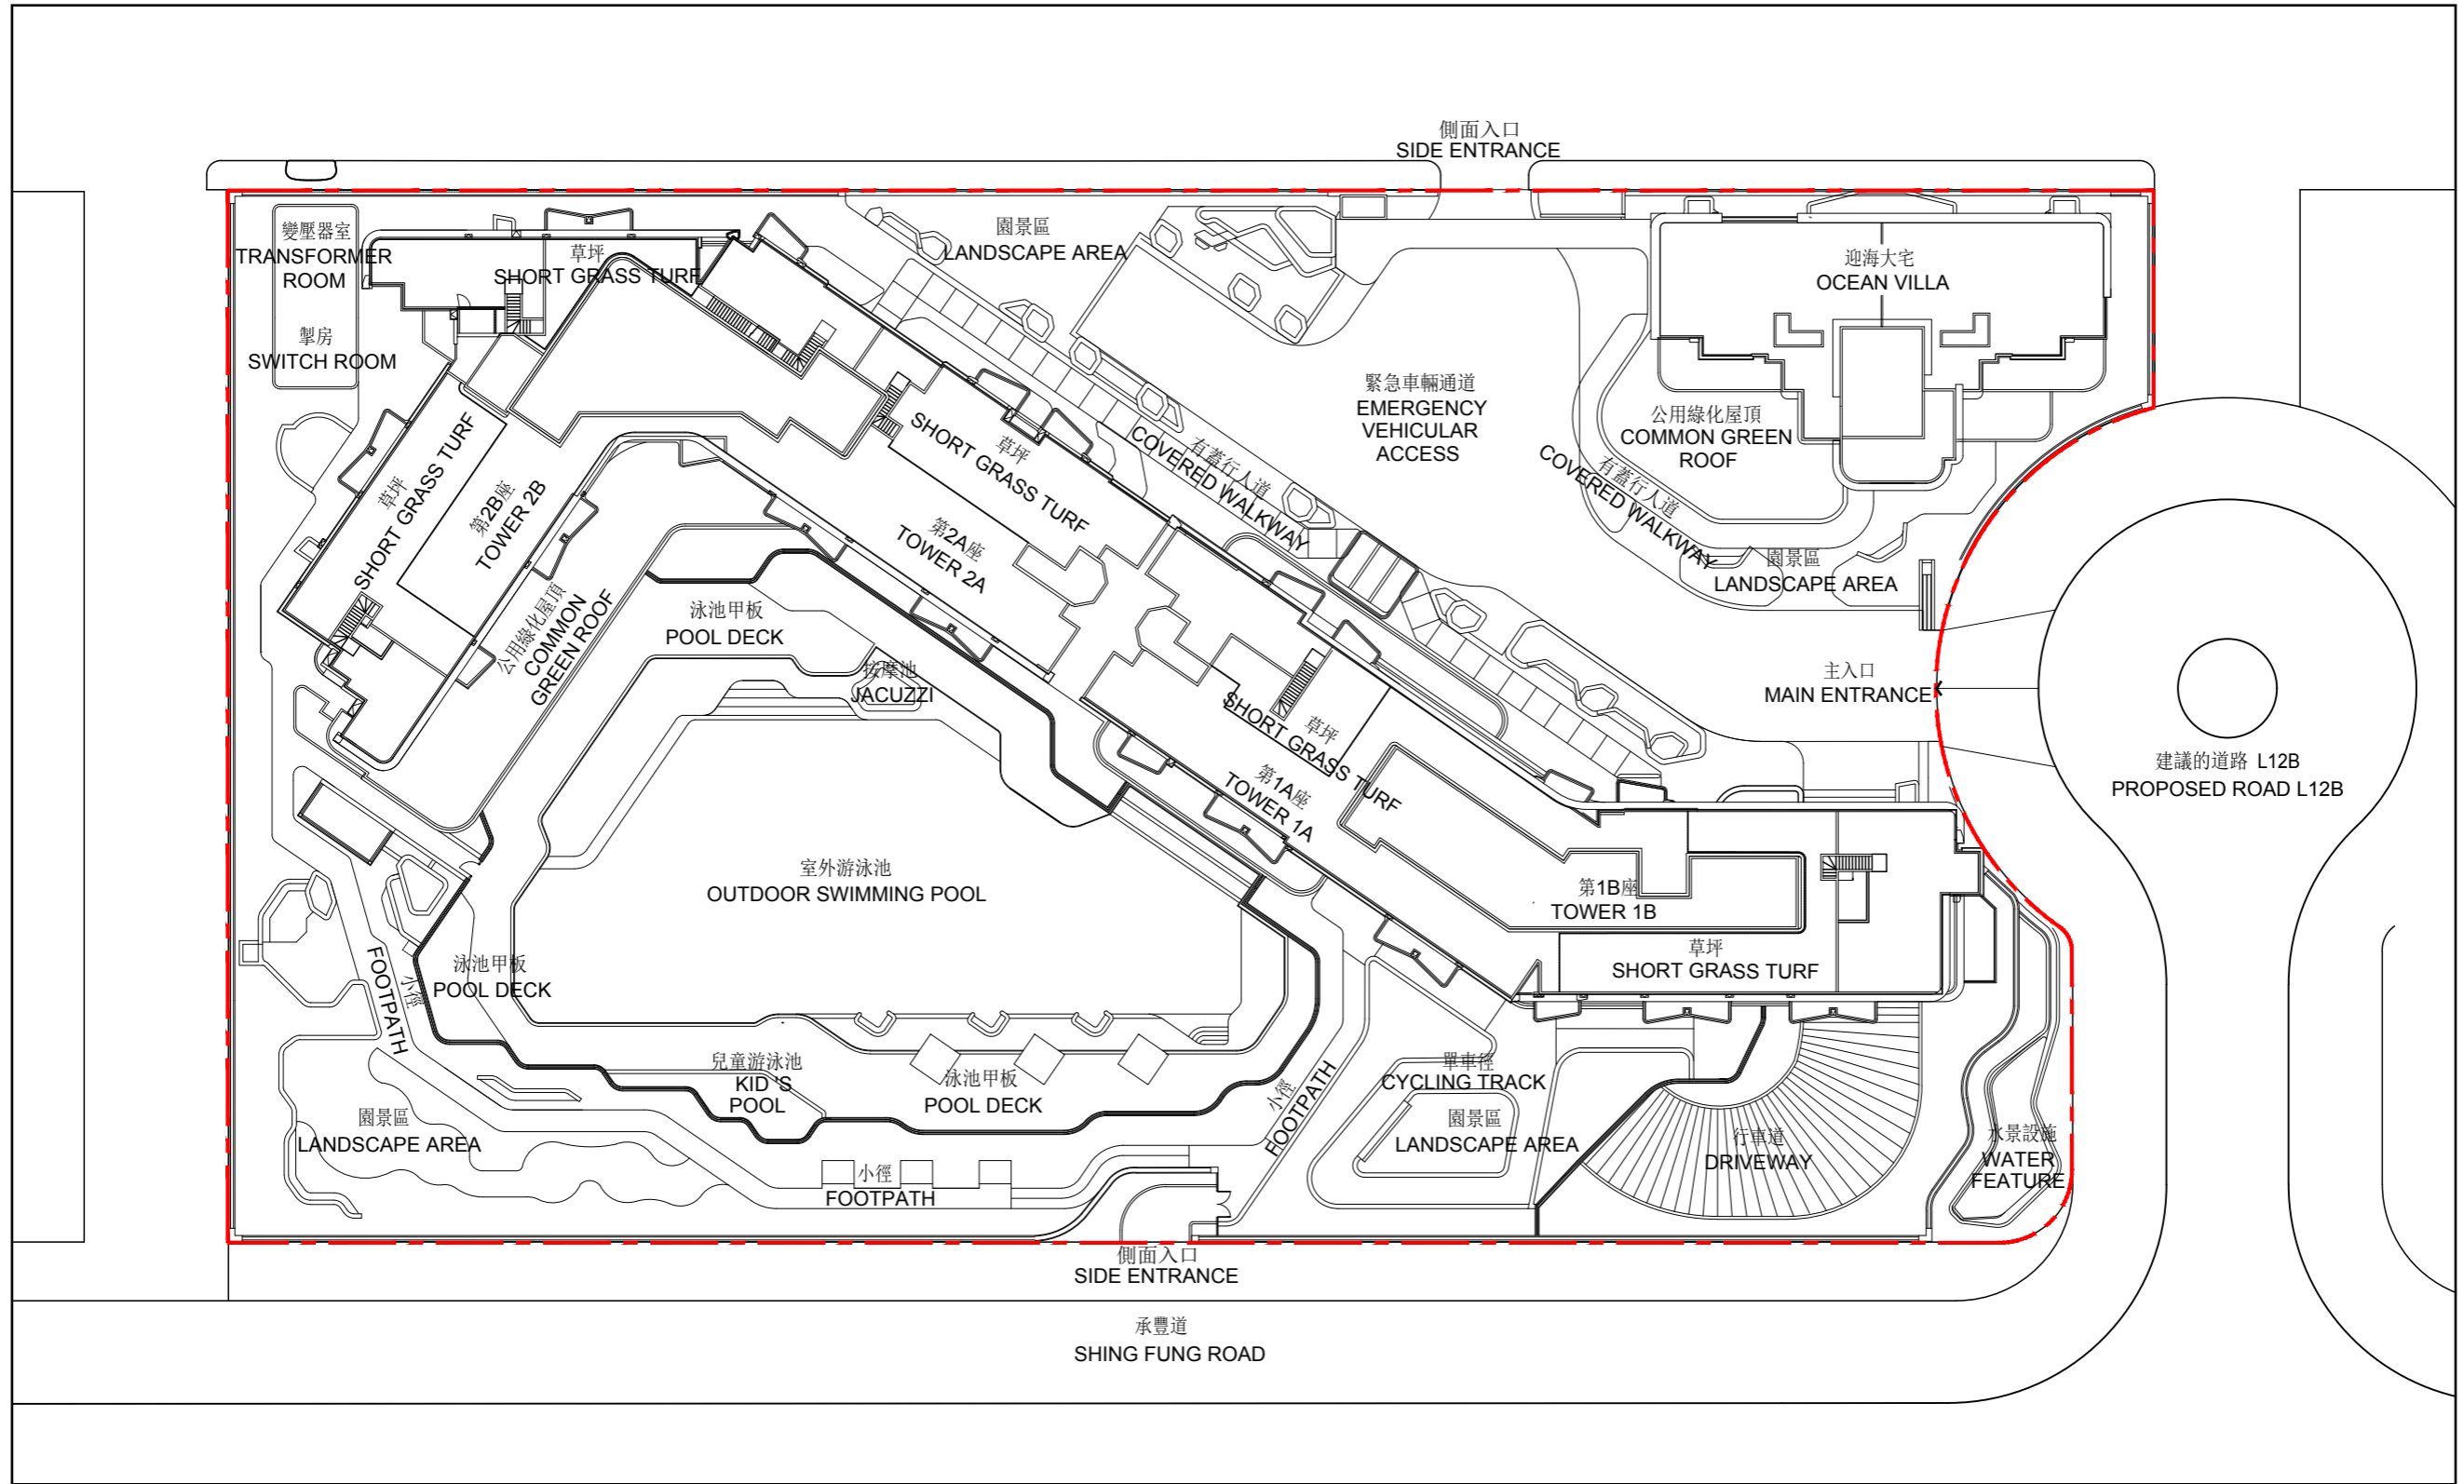 側面入口
SIDE ENTRANCE
變壓器室
TRANSFORMER
ROOM
掣房
SWITCH ROOM
草坪
SHORT GRASS TURF
園景區
LANDSCAPE AREA
迎海大宅
OCEAN VILLA
緊急車輛通道
EMERGENCY
VEHICULAR
ACCESS
公用綠化屋頂
COMMON GREEN
ROOF
有蓋行人道
COVERED WALKWAY
有蓋行人道
COVERED WALKWAY
園景區
LANDSCAPE AREA
草坪
SHORT GRASS TURF
第2B座
TOWER 2B
草坪
SHORT GRASS TURF
第2A座
TOWER 2A
公用綠化屋頂
COMMON
GREEN ROOF
泳池甲板
POOL DECK
按摩池
JACUZZI
主入口
MAIN ENTRANCE
草坪
SHORT GRASS TURF
第1A座
TOWER 1A
建議的道路 L12B
PROPOSED ROAD L12B
室外游泳池
OUTDOOR SWIMMING POOL
第1B座
TOWER 1B
草坪
SHORT GRASS TURF
小徑
FOOTPATH
泳池甲板
POOL DECK
兒童游泳池
KID 'S
POOL
泳池甲板
POOL DECK
小徑
FOOTPATH
單車徑
CYCLING TRACK
園景區
LANDSCAPE AREA
園景區
LANDSCAPE AREA
行車道
DRIVEWAY
水景設施
WATER
FEATURE
小徑
FOOTPATH
側面入口
SIDE ENTRANCE
承豐道
SHING FUNG ROAD